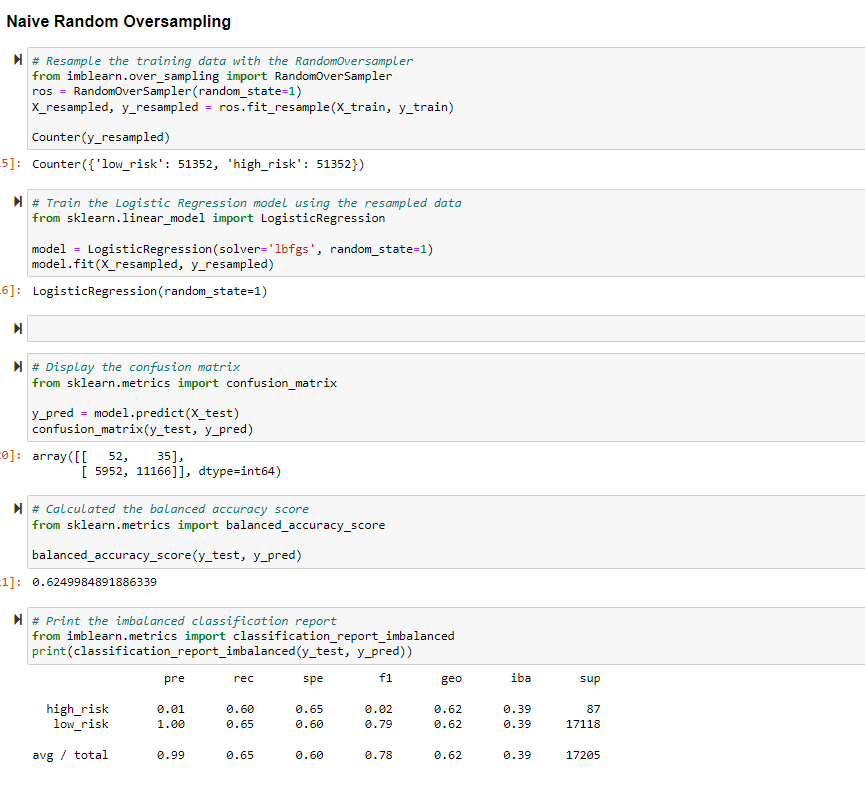 Naive Random Oversampling
# Resample the training data with the RandomOversampler
from imblearn.over_sampling import RandomOverSampler
ros = RandomOverSampler(random_state=1)
X_resampled, y_resampled = ros.fit_resample(X_train, y_train)
Counter(y_resampled)
5]: Counter({'low_risk': 51352, 'high_risk': 51352})
# Train the Logistic Regression model using the resampled data
from sklearn.linear_model import LogisticRegression
model = LogisticRegression(solver='lbfgs', random_state=1)
model.fit(X_resampled, y_resampled)
6]: LogisticRegression(random_state=1)
# Display the confusion matrix
from sklearn.metrics import confusion_matrix
y_pred = model.predict(X_test)
confusion_matrix(y_test, y_pred)
0]: array([[   52,    35],
       [ 5952, 11166]], dtype=int64)
# Calculated the balanced accuracy score
from sklearn.metrics import balanced_accuracy_score
balanced_accuracy_score(y_test, y_pred)
1]: 0.6249984891886339
# Print the imbalanced classification report
from imblearn.metrics import classification_report_imbalanced
print(classification_report_imbalanced(y_test, y_pred))
pre rec spe f1 geo iba sup
high_risk 0.01 0.60 0.65 0.02 0.62 0.39 87
low_risk 1.00 0.65 0.60 0.79 0.62 0.39 17118
avg / total 0.99 0.65 0.60 0.78 0.62 0.39 17205